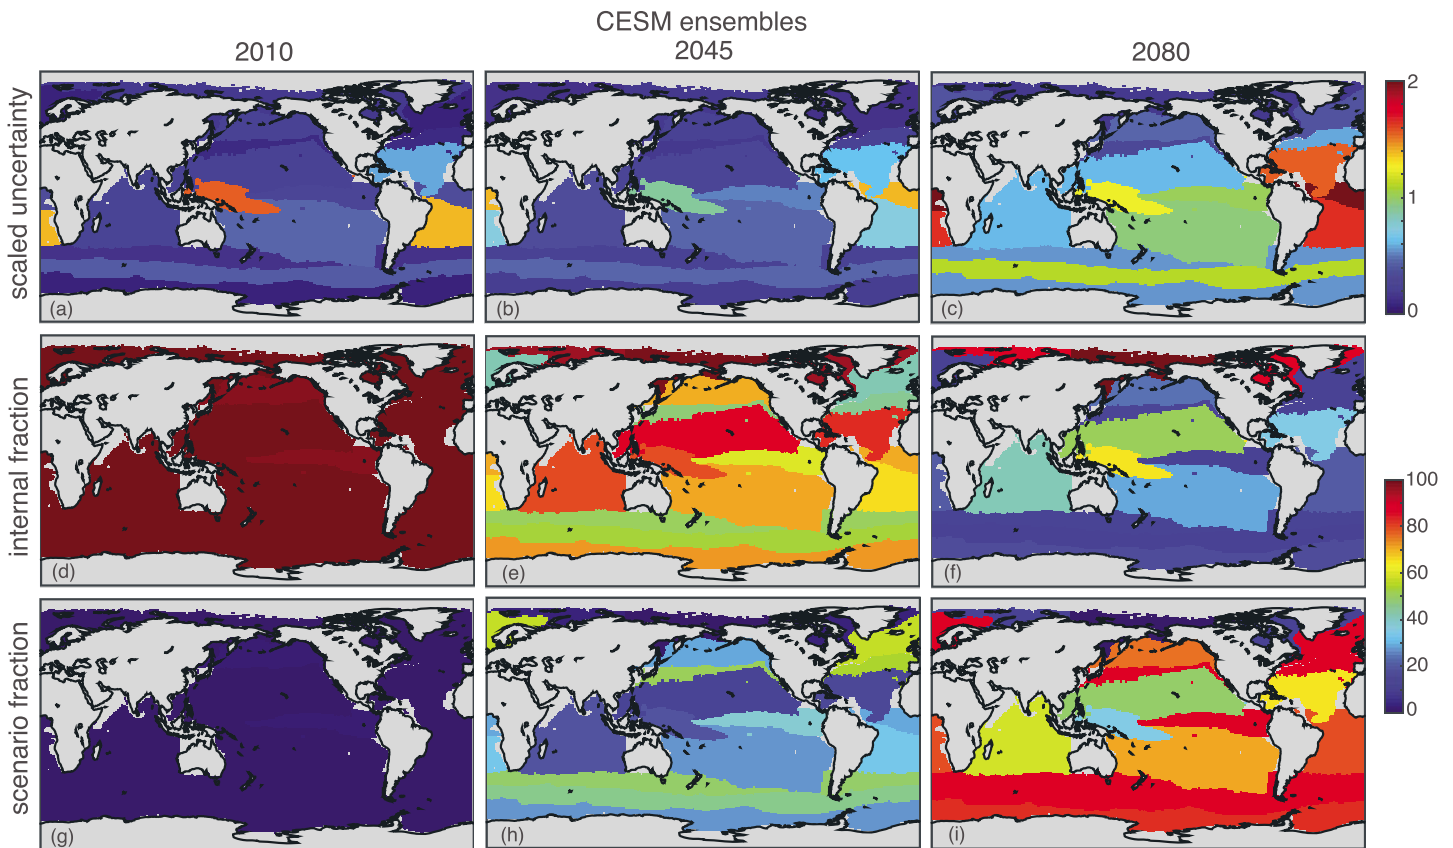 CESM ensembles
2010
2045
2080
scaled uncertainty
(a)
(b)
(c)
2
1
0
internal fraction
(d)
(e)
(f)
100
80
60
40
20
0
scenario fraction
(g)
(h)
(i)